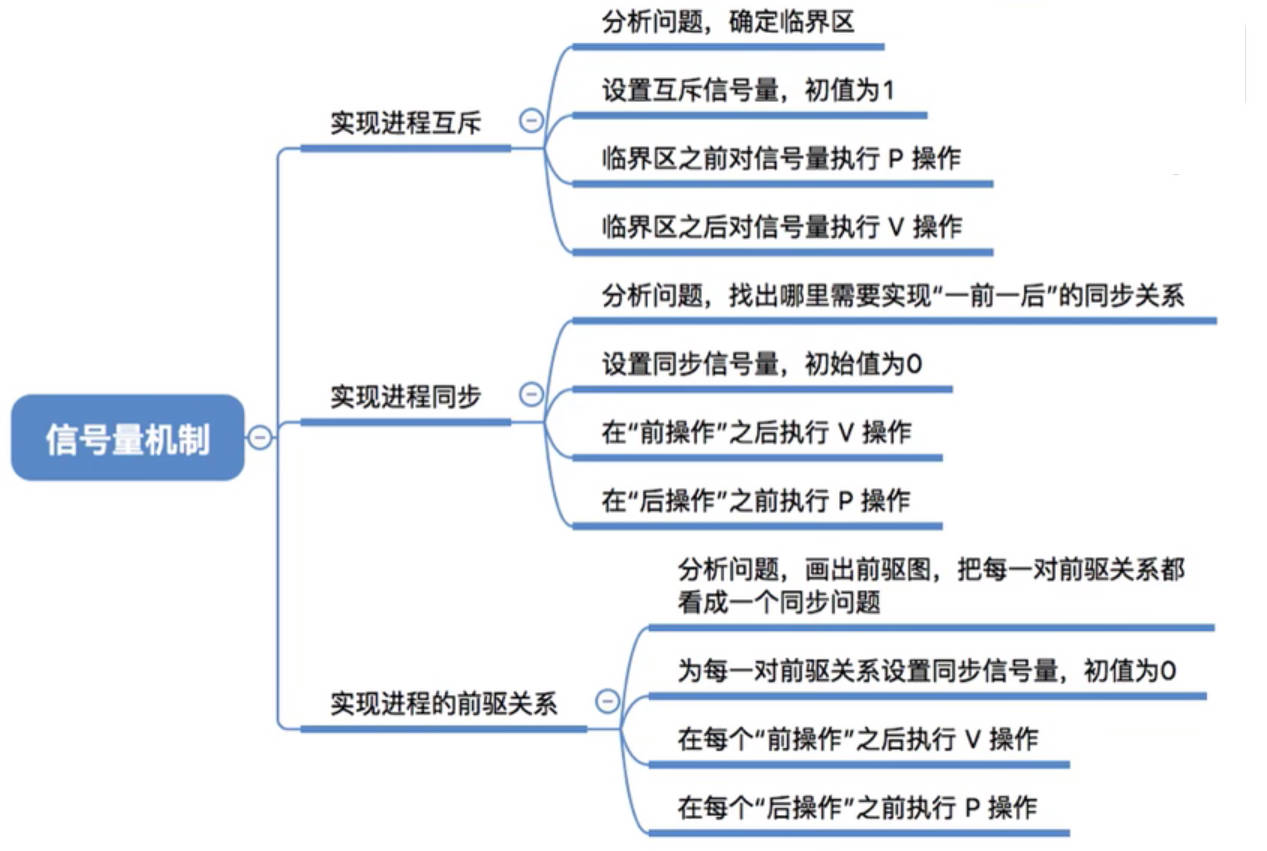 信号量机制
实现进程互斥
分析问题，确定临界区
设置互斥信号量，初值为1
临界区之前对信号量执行 P 操作
临界区之后对信号量执行 V 操作
实现进程同步
分析问题，找出哪里需要实现“一前一后”的同步关系
设置同步信号量，初始值为0
在“前操作”之后执行 V 操作
在“后操作”之前执行 P 操作
实现进程的前驱关系
分析问题，画出前驱图，把每一对前驱关系都
看成一个同步问题
为每一对前驱关系设置同步信号量，初值为0
在每个“前操作”之后执行 V 操作
在每个“后操作”之前执行 P 操作